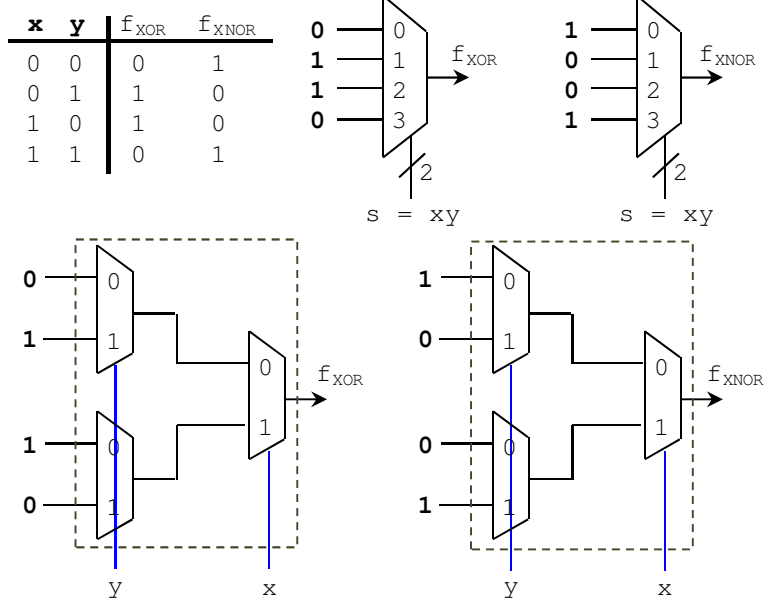 x y f_XOR f_XNOR
0 0 0 1
0 1 1 0
1 0 1 0
1 1 0 1
0 0
1 1 f_XOR
1 2
0 3
2
s = xy
1 0
0 1 f_XNOR
0 2
1 3
2
s = xy
0 0
1 1
0
f_XOR
1 0
1
0 1
y x
1 0
0 1
0
f_XNOR
0 0
1
1 1
y x